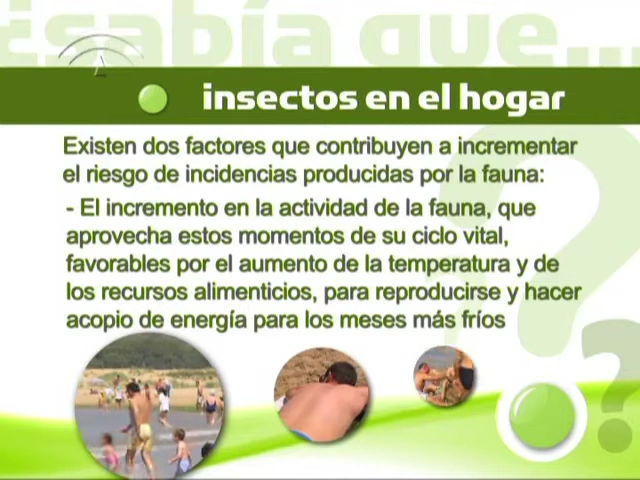 ¿sabía que...
insectos en el hogar
Existen dos factores que contribuyen a incrementar
el riesgo de incidencias producidas por la fauna:
- El incremento en la actividad de la fauna, que
aprovecha estos momentos de su ciclo vital,
favorables por el aumento de la temperatura y de
los recursos alimenticios, para reproducirse y hacer
acopio de energía para los meses más fríos
?
?